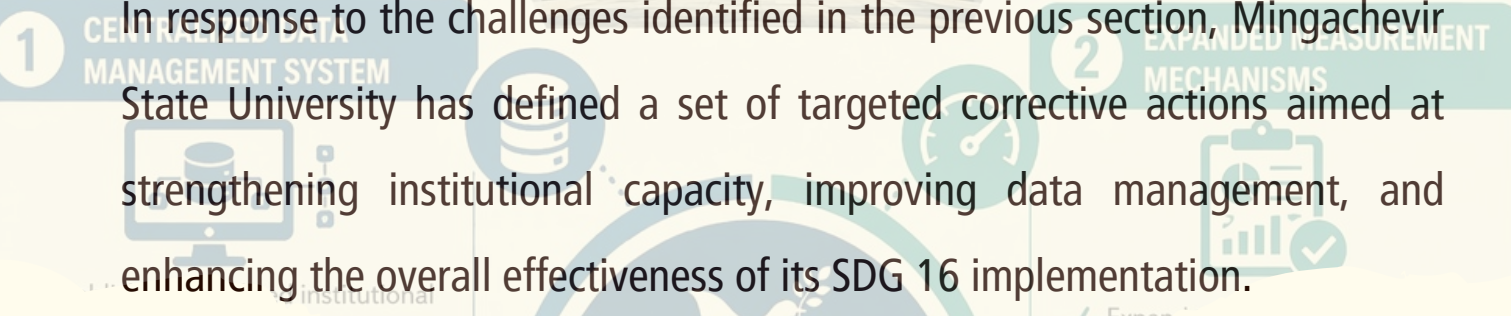 In response to the challenges identified in the previous section, Mingachevir
1 CENTRALIZED DATA
MANAGEMENT SYSTEM
2 EXPANDED MEASUREMENT
MECHANISMS
State University has defined a set of targeted corrective actions aimed at
strengthening institutional capacity, improving data management, and
enhancing the overall effectiveness of its SDG 16 implementation.
institutional